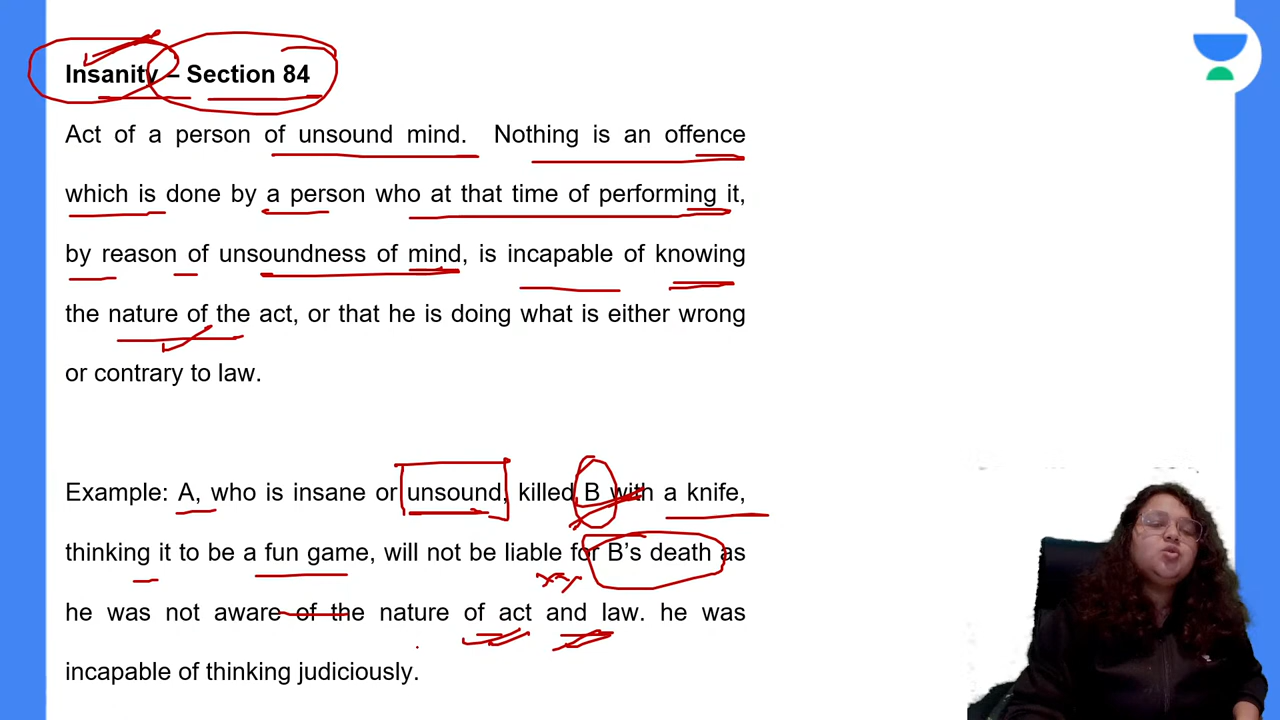 Insanity – Section 84
Act of a person of unsound mind. Nothing is an offence
which is done by a person who at that time of performing it,
by reason of unsoundness of mind, is incapable of knowing
the nature of the act, or that he is doing what is either wrong
or contrary to law.
Example: A, who is insane or unsound, killed B with a knife,
thinking it to be a fun game, will not be liable for B’s death as
he was not aware of the nature of act and law. he was
incapable of thinking judiciously.